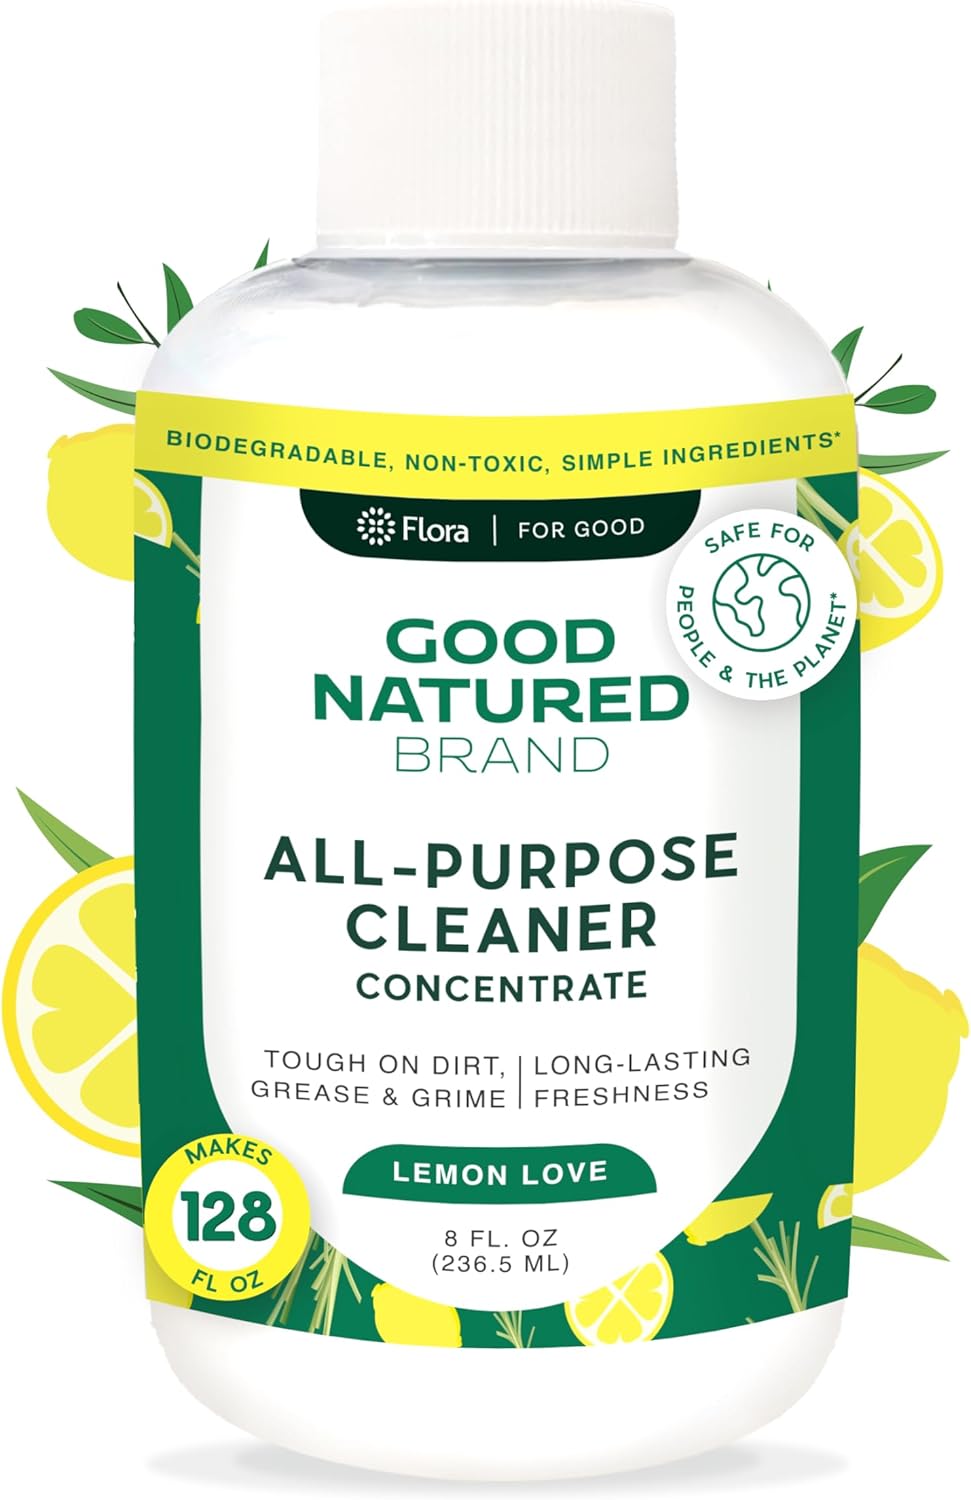 BIODEGRADABLE, NON-TOXIC, SIMPLE INGREDIENTS*
Flora | FOR GOOD
SAFE FOR
PEOPLE & THE PLANET*
GOOD
NATURED
BRAND
ALL-PURPOSE
CLEANER
CONCENTRATE
TOUGH ON DIRT, | LONG-LASTING
GREASE & GRIME | FRESHNESS
MAKES
128
FL OZ
LEMON LOVE
8 FL. OZ
(236.5 ML)